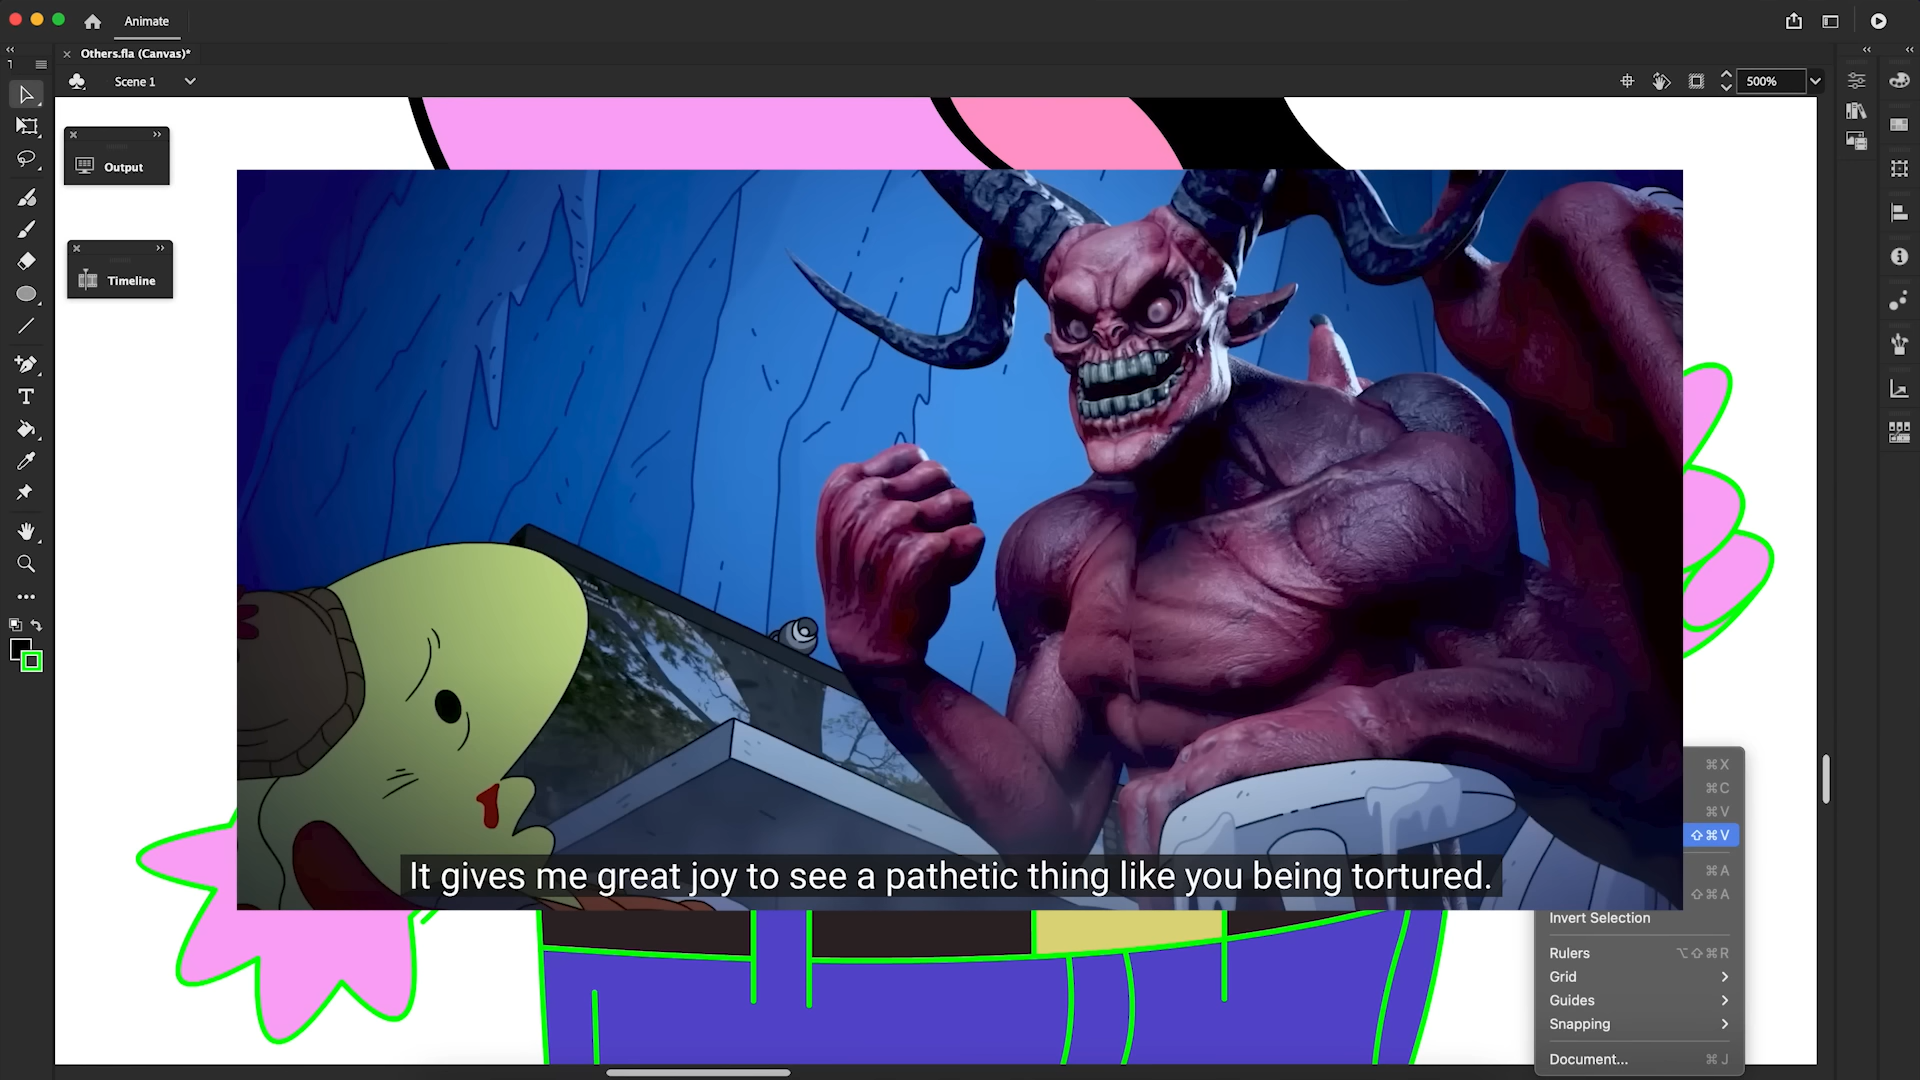 Animate
Others.fla (Canvas)*
Scene 1
500%
Output
Timeline
It gives me great joy to see a pathetic thing like you being tortured.
⌘X
⌘C
⌘V
⇧⌘V
⌘A
⇧⌘A
Invert Selection
Rulers ⌥⇧⌘R
Grid
Guides
Snapping
Document... ⌘J